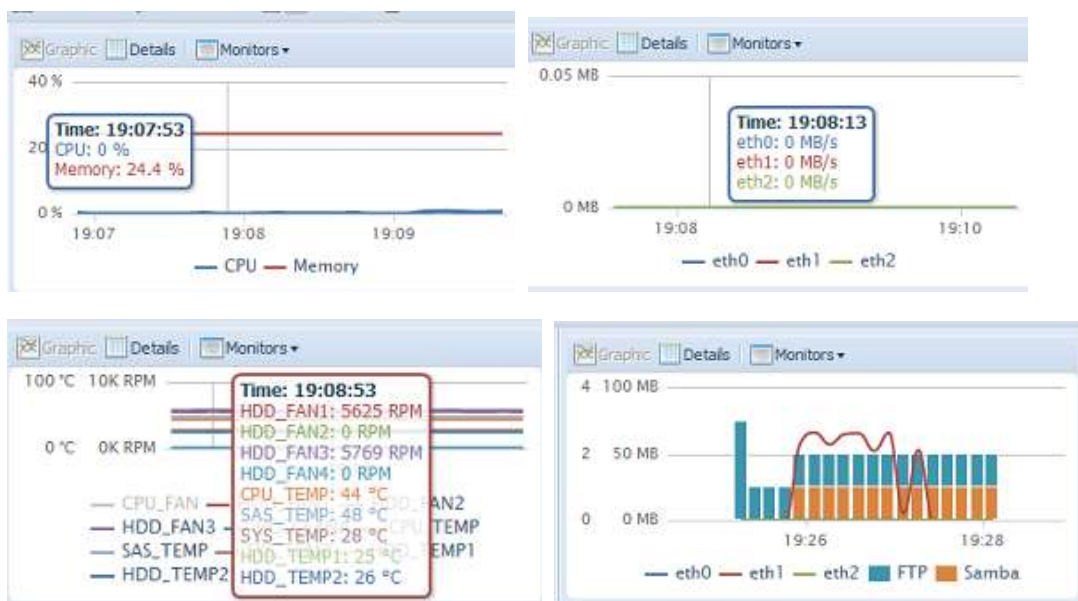 Graphic Details Monitors
40 %
Time: 19:07:53
20
CPU: 0 %
Memory: 24.4 %
0 %
19:07 19:08 19:09
CPU Memory
Graphic Details Monitors
0.05 MB
Time: 19:08:13
eth0: 0 MB/s
eth1: 0 MB/s
eth2: 0 MB/s
0 MB
19:08 19:10
eth0 eth1 eth2
Graphic Details Monitors
100 °C 10K RPM
Time: 19:08:53
HDD_FAN1: 5625 RPM
HDD_FAN2: 0 RPM
HDD_FAN3: 5769 RPM
0 °C 0K RPM
HDD_FAN4: 0 RPM
CPU_TEMP: 44 °C
SAS_TEMP: 48 °C
SYS_TEMP: 28 °C
HDD_TEMP1: 25 °C
HDD_TEMP2: 26 °C
CPU_FAN AN2
HDD_FAN3 TEMP
SAS_TEMP EMP1
HDD_TEMP2
Graphic Details Monitors
4 100 MB
2 50 MB
0 0 MB
19:26 19:28
eth0 eth1 eth2 FTP Samba